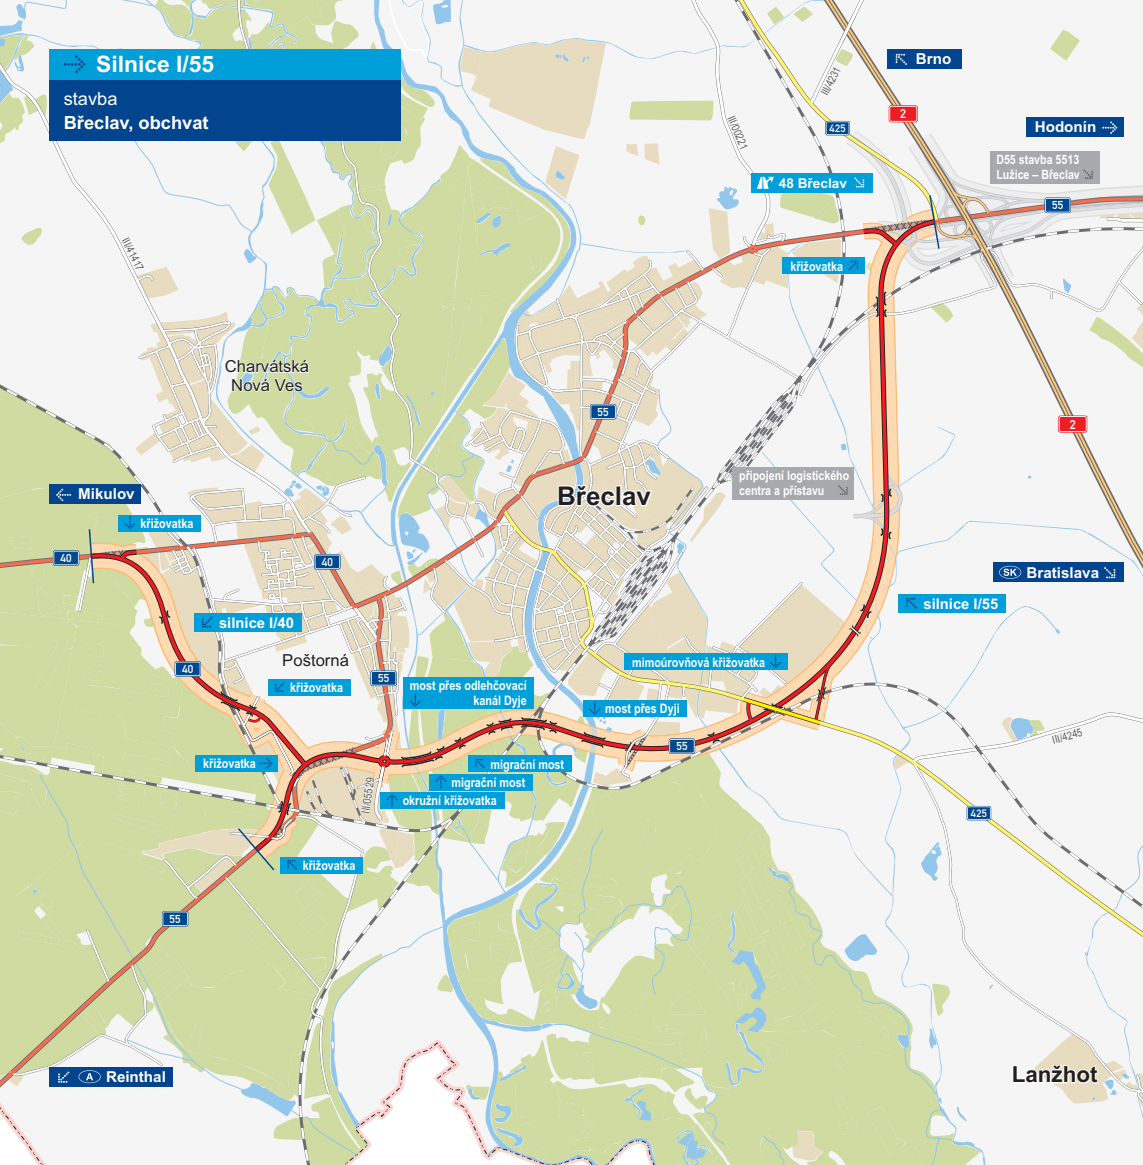 Silnice I/55
stavba
Břeclav, obchvat
Brno
2
III/4231
III/00221
425
Hodonín
D55 stavba 5513
Lužice – Břeclav
48 Břeclav
55
křižovatka
III/41417
Charvátská
Nová Ves
55
2
připojení logistického
centra a přístavu
Břeclav
Mikulov
křižovatka
40
40
SK Bratislava
silnice I/55
silnice I/40
Poštorná
40
křižovatka
55
most přes odlehčovací
kanál Dyje
mimoúrovňová křižovatka
most přes Dyji
55
III/4245
křižovatka
migrační most
migrační most
okružní křižovatka
III/05529
425
křižovatka
55
A Reinthal
Lanžhot